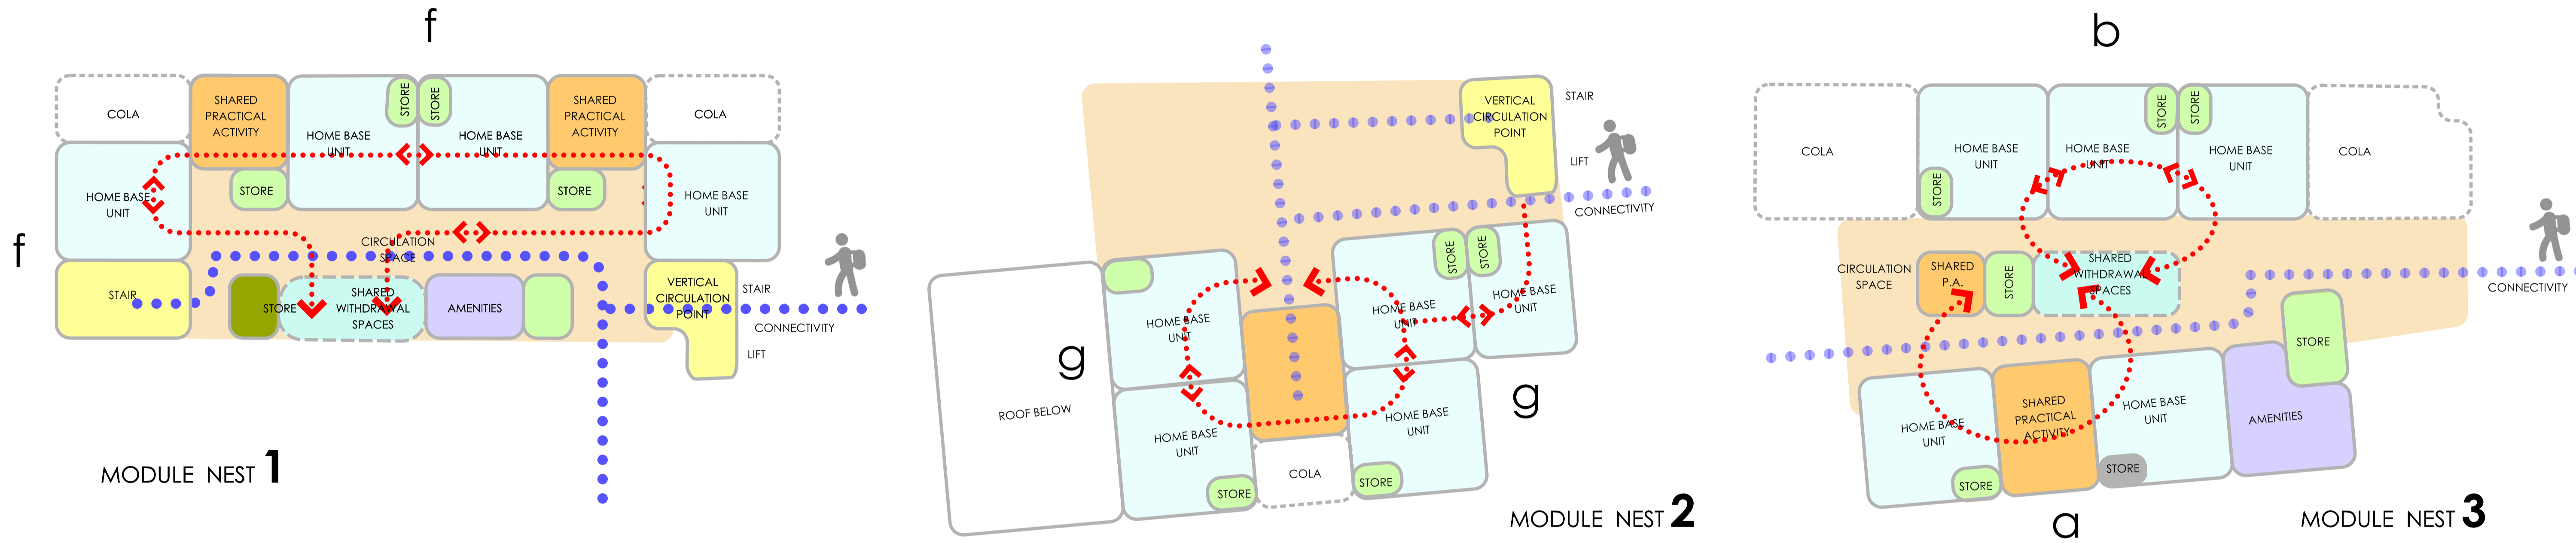 f
COLA
SHARED
PRACTICAL
ACTIVITY
HOME BASE
UNIT
STORE
STORE
HOME BASE
UNIT
SHARED
PRACTICAL
ACTIVITY
COLA
HOME BASE
UNIT
STORE
STORE
HOME BASE
UNIT
f
CIRCULATION
SPACE
STAIR
STORE
SHARED
WITHDRAWAL
SPACES
AMENITIES
VERTICAL
CIRCULATION
POINT
STAIR
CONNECTIVITY
LIFT
MODULE NEST 1
VERTICAL
CIRCULATION
POINT
STAIR
LIFT
CONNECTIVITY
ROOF BELOW
g
HOME BASE
UNIT
HOME BASE
UNIT
STORE
STORE
HOME BASE
UNIT
HOME BASE
UNIT
STORE
COLA
HOME BASE
UNIT
STORE
g
MODULE NEST 2
b
COLA
HOME BASE
UNIT
STORE
HOME BASE
UNIT
STORE
STORE
HOME BASE
UNIT
COLA
CIRCULATION
SPACE
SHARED
P.A.
STORE
SHARED
WITHDRAWAL
SPACES
CONNECTIVITY
HOME BASE
UNIT
STORE
SHARED
PRACTICAL
ACTIVITY
HOME BASE
UNIT
STORE
AMENITIES
STORE
a
MODULE NEST 3